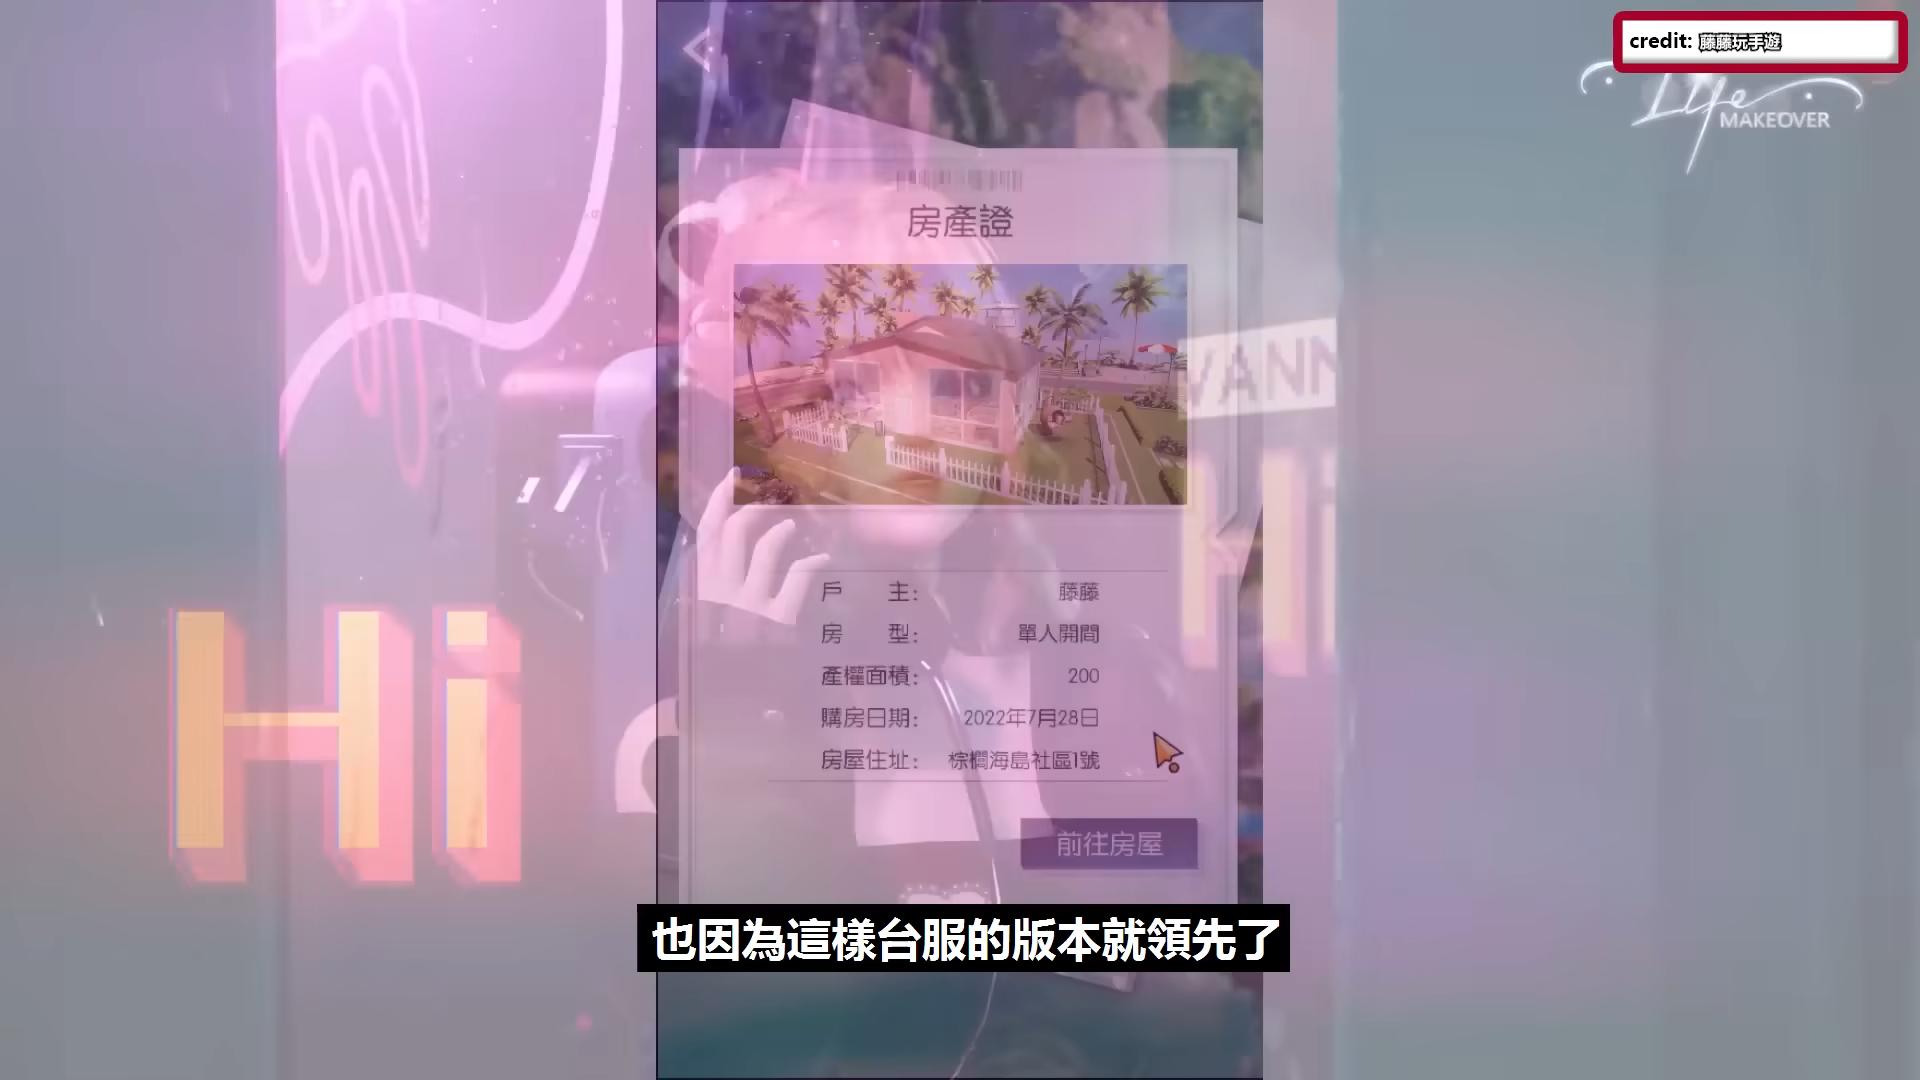 credit: 藤藤玩手遊
Life
MAKEOVER
房產證
VANN
Hi
Hi
戶主: 藤藤
房型: 單人開間
產權面積: 200
購房日期: 2022年7月28日
房屋住址: 棕櫚海島社區1號
前往房屋
也因為這樣台服的版本就領先了